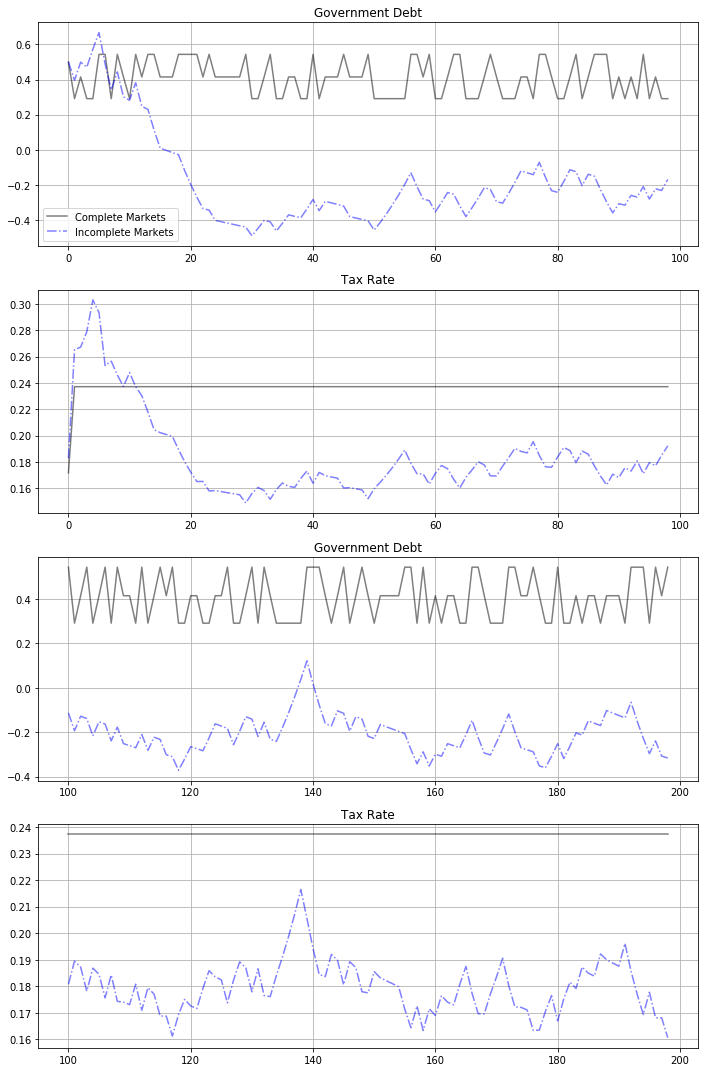 Government Debt
0.6
0.4
0.2
0.0
−0.2
−0.4
Complete Markets
Incomplete Markets
0 20 40 60 80 100
Tax Rate
0.30
0.28
0.26
0.24
0.22
0.20
0.18
0.16
0 20 40 60 80 100
Government Debt
0.4
0.2
0.0
−0.2
−0.4
100 120 140 160 180 200
Tax Rate
0.24
0.23
0.22
0.21
0.20
0.19
0.18
0.17
0.16
100 120 140 160 180 200